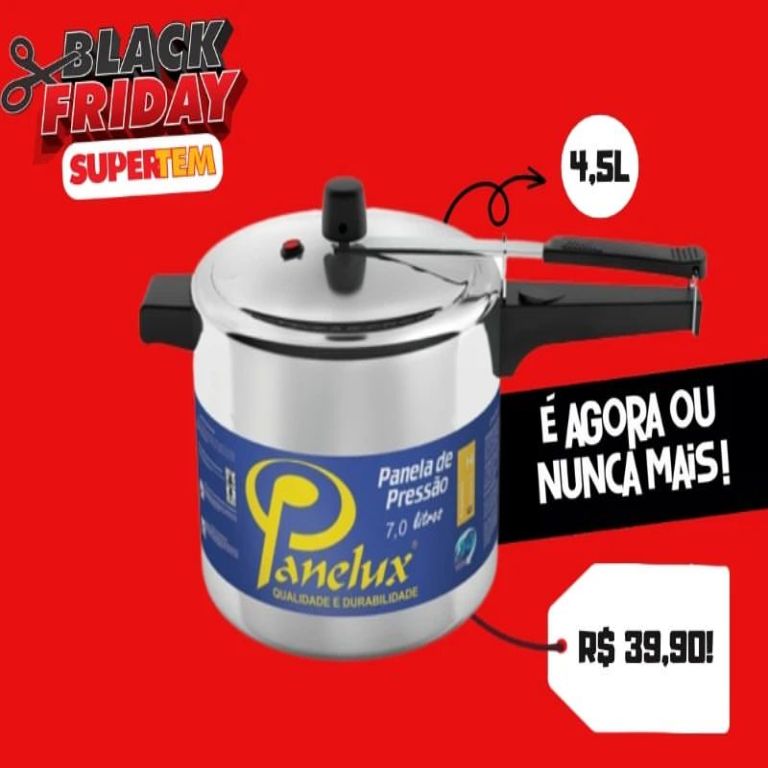 BLACK
FRIDAY
SUPERTEM
4,5L
É AGORA OU
NUNCA MAIS!
Panela de
Pressão
7,0 litros
Panelux®
QUALIDADE E DURABILIDADE
R$ 39,90!